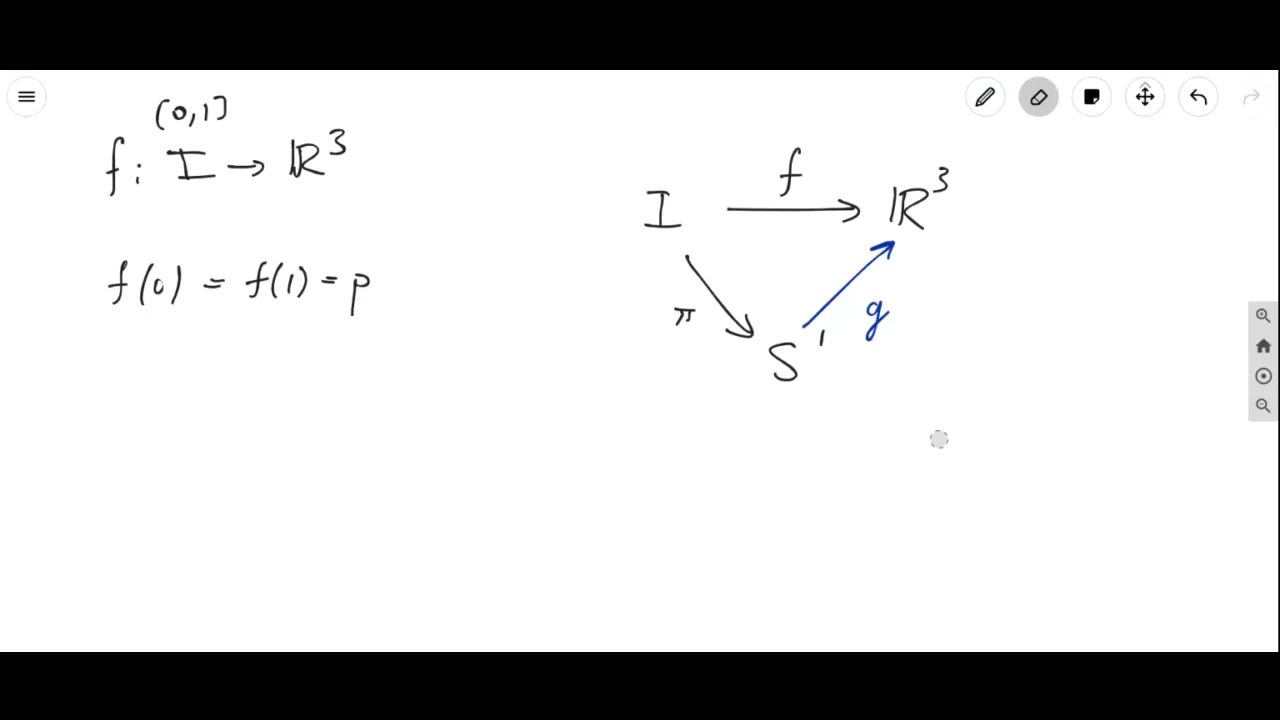 [0,1]
f: I → ℝ³
f(0) = f(1) = p
f
I → ℝ³
π
g
S¹